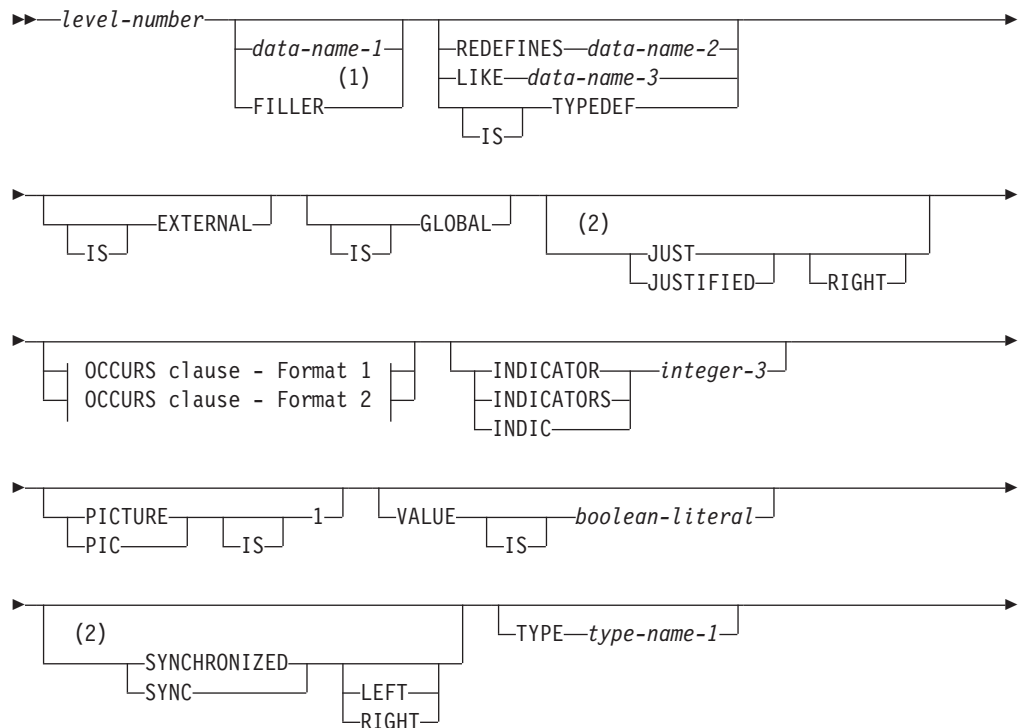 level-number
data-name-1
(1)
FILLER
REDEFINES data-name-2
LIKE data-name-3
TYPEDEF
IS
EXTERNAL
IS
GLOBAL
IS
(2)
JUST
JUSTIFIED
RIGHT
OCCURS clause - Format 1
OCCURS clause - Format 2
INDICATOR
INDICATORS
INDIC
integer-3
PICTURE
PIC
IS
1
VALUE
IS
boolean-literal
(2)
SYNCHRONIZED
SYNC
LEFT
RIGHT
TYPE type-name-1